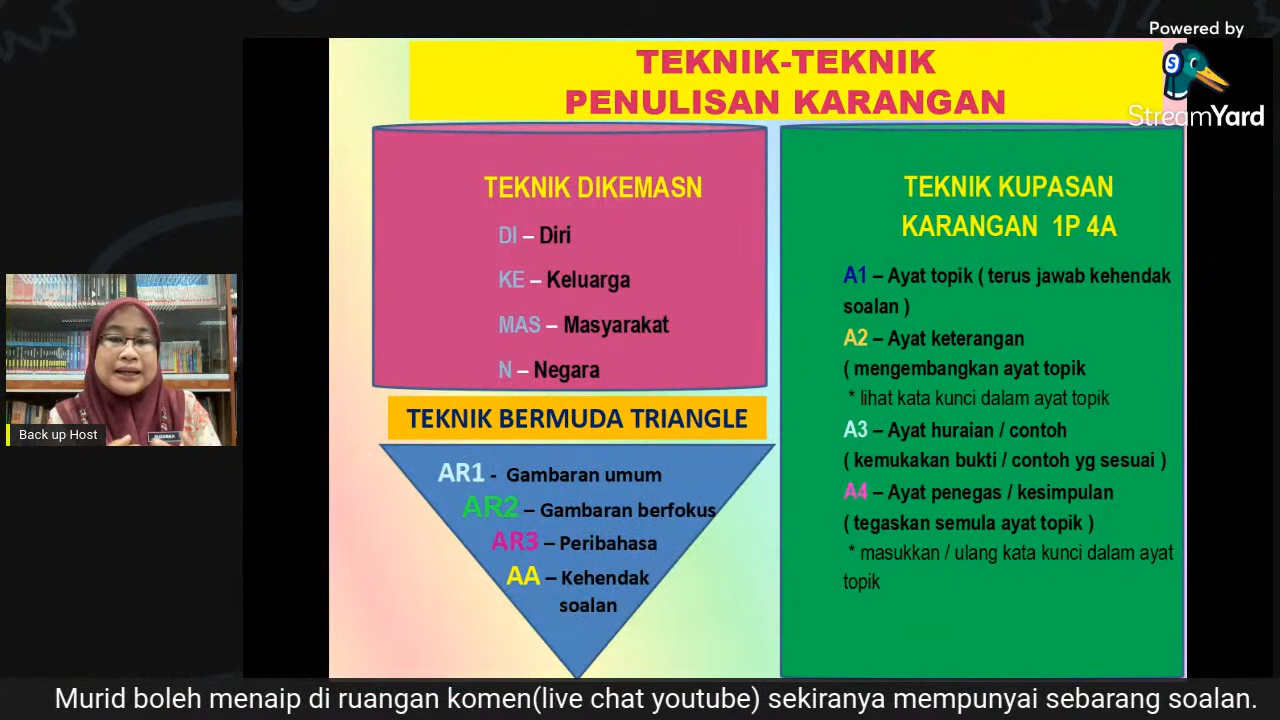 Powered by
StreamYard
TEKNIK-TEKNIK
PENULISAN KARANGAN
TEKNIK DIKEMASN
DI – Diri
KE – Keluarga
MAS – Masyarakat
N – Negara
TEKNIK BERMUDA TRIANGLE
AR1 - Gambaran umum
AR2 – Gambaran berfokus
AR3 – Peribahasa
AA – Kehendak
soalan
TEKNIK KUPASAN
KARANGAN 1P 4A
A1 – Ayat topik ( terus jawab kehendak
soalan )
A2 – Ayat keterangan
( mengembangkan ayat topik
* lihat kata kunci dalam ayat topik
A3 – Ayat huraian / contoh
( kemukakan bukti / contoh yg sesuai )
A4 – Ayat penegas / kesimpulan
( tegaskan semula ayat topik )
* masukkan / ulang kata kunci dalam ayat
topik
Back up Host
Murid boleh menaip di ruangan komen(live chat youtube) sekiranya mempunyai sebarang soalan.